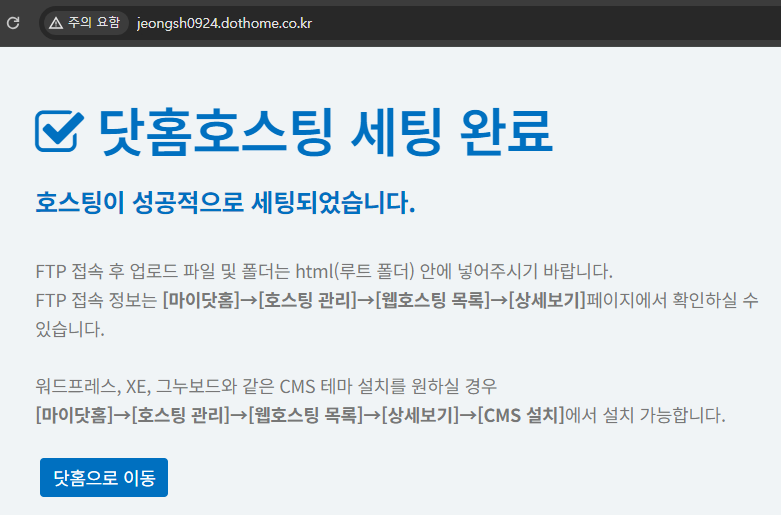 주의 요함 jeongsh0924.dothome.co.kr
닷홈호스팅 세팅 완료
호스팅이 성공적으로 세팅되었습니다.
FTP 접속 후 업로드 파일 및 폴더는 html(루트 폴더) 안에 넣어주시기 바랍니다.
FTP 접속 정보는 [마이닷홈]→[호스팅 관리]→[웹호스팅 목록]→[상세보기]페이지에서 확인하실 수
있습니다.
워드프레스, XE, 그누보드와 같은 CMS 테마 설치를 원하실 경우
[마이닷홈]→[호스팅 관리]→[웹호스팅 목록]→[상세보기]→[CMS 설치]에서 설치 가능합니다.
닷홈으로 이동